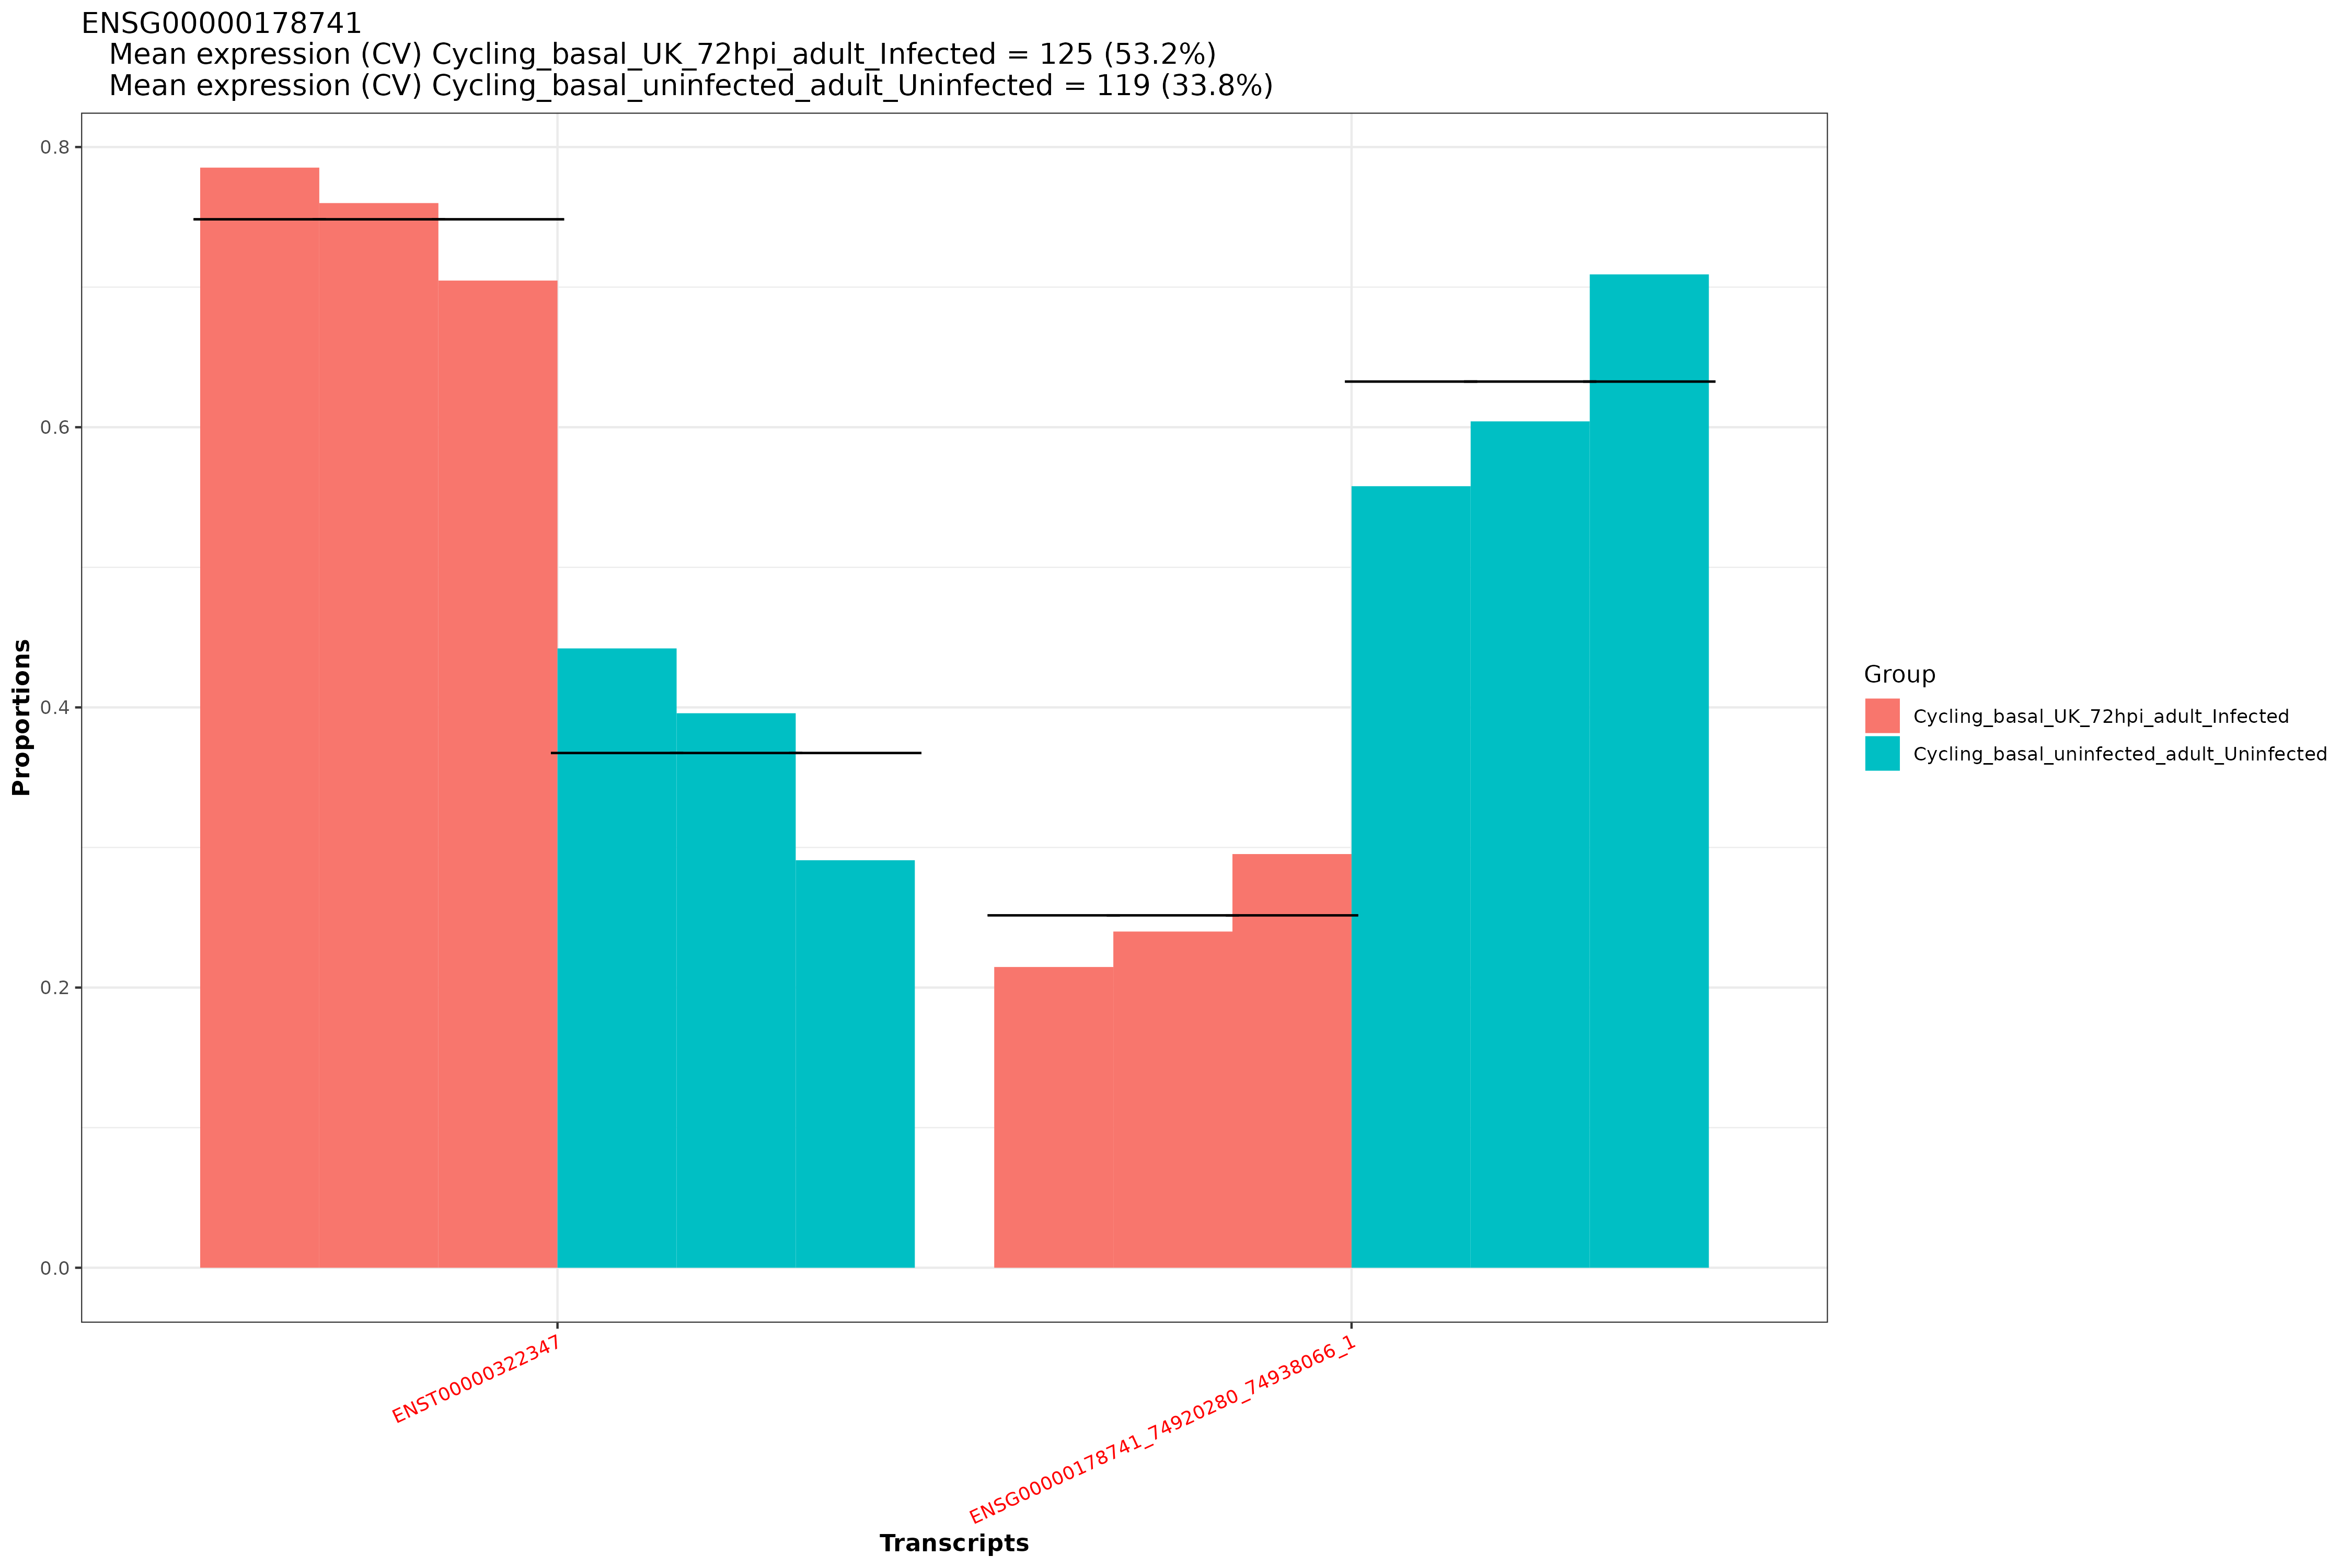 ENSG00000178741
Mean expression (CV) Cycling_basal_UK_72hpi_adult_Infected = 125 (53.2%)
Mean expression (CV) Cycling_basal_uninfected_adult_Uninfected = 119 (33.8%)
0.8
0.6
0.4
0.2
0.0
Proportions
ENST00000322347
ENSG00000178741_74920280_74938066_1
Transcripts
Group
Cycling_basal_UK_72hpi_adult_Infected
Cycling_basal_uninfected_adult_Uninfected